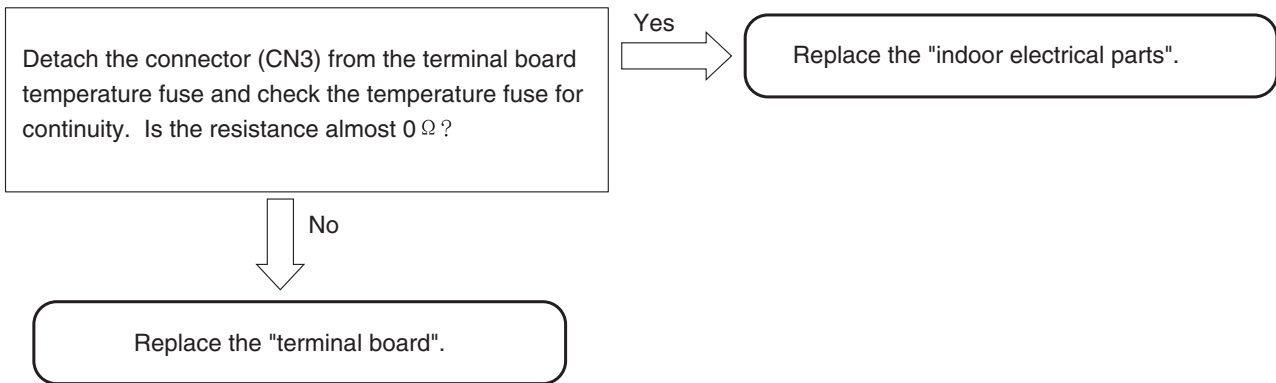 Detach the connector (CN3) from the terminal board
temperature fuse and check the temperature fuse for
continuity.  Is the resistance almost 0 Ω?
Yes
Replace the "indoor electrical parts".
No
Replace the "terminal board".